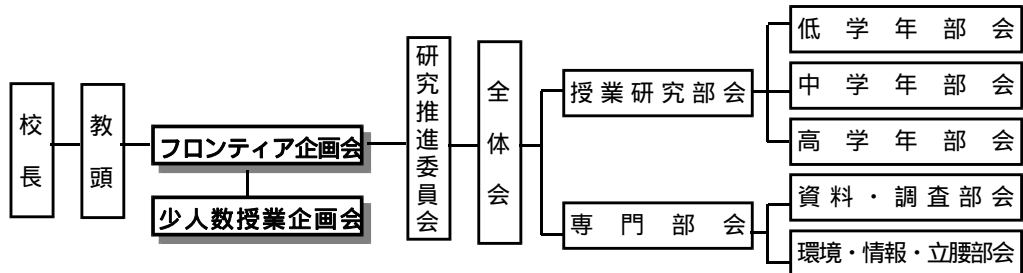 校長
教頭
フロンティア企画会
少人数授業企画会
研究推進委員会
全体会
授業研究部会
専門部会
低学年部会
中学年部会
高学年部会
資料・調査部会
環境・情報・立腰部会